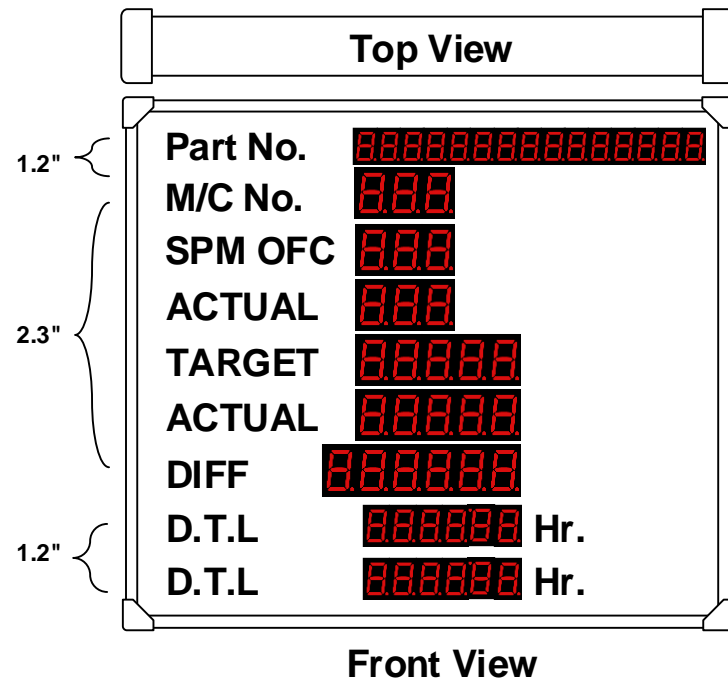 Top View
1.2"
Part No.
M/C No.
SPM OFC
ACTUAL
2.3"
TARGET
ACTUAL
DIFF
D.T.L Hr.
1.2"
D.T.L Hr.
Front View